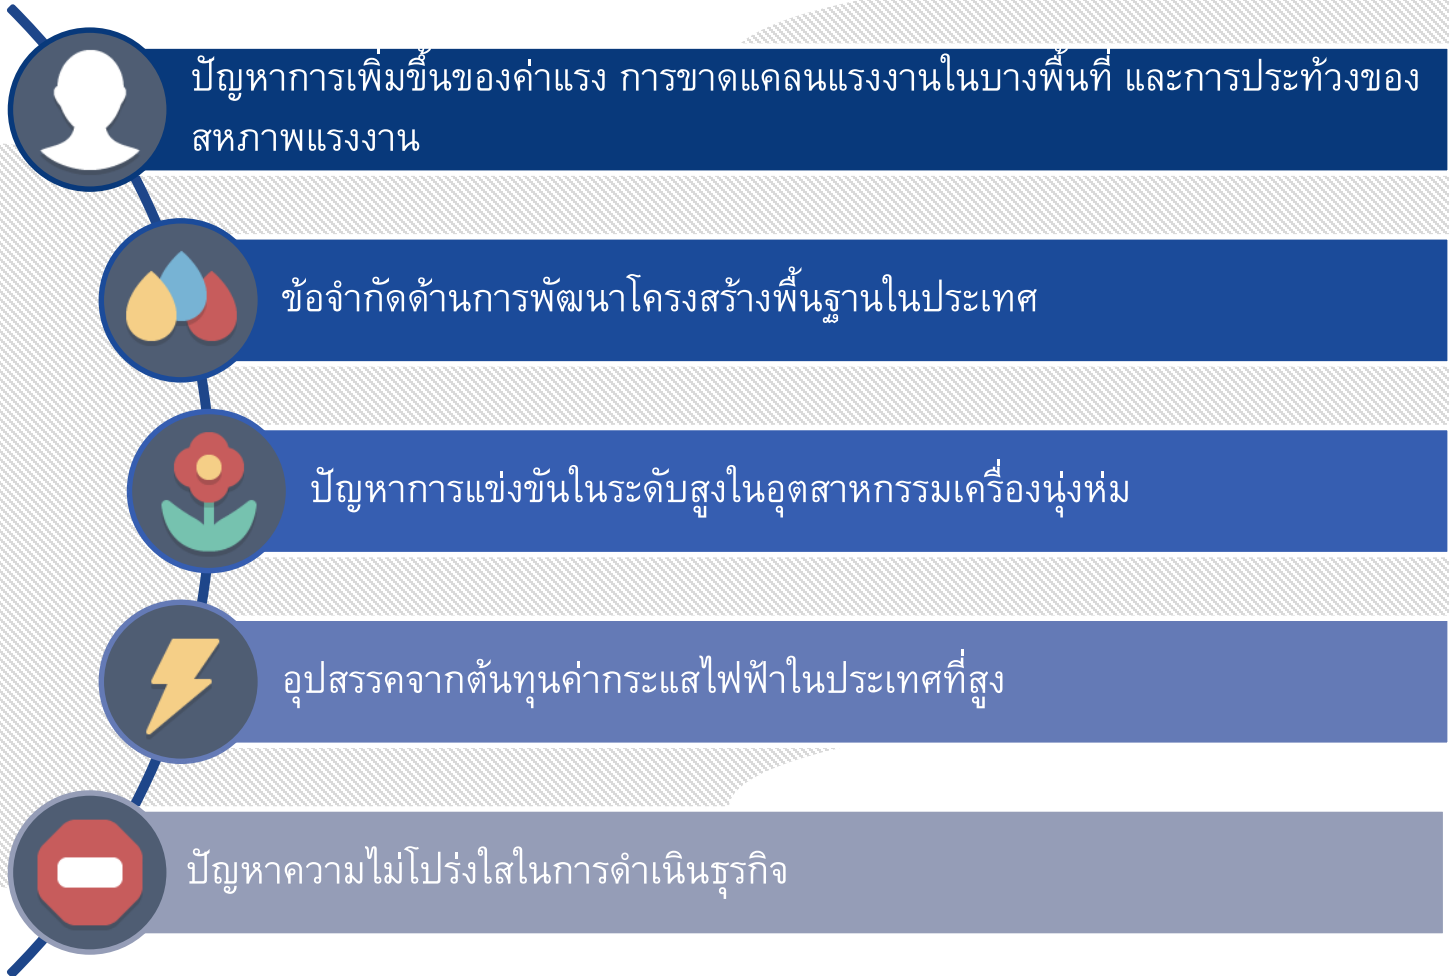 ปัญหาการเพิ่มขึ้นของค่าแรง การขาดแคลนแรงงานในบางพื้นที่ และการประท้วงของ
สหภาพแรงงาน
ข้อจำกัดด้านการพัฒนาโครงสร้างพื้นฐานในประเทศ
ปัญหาการแข่งขันในระดับสูงในอุตสาหกรรมเครื่องนุ่งห่ม
อุปสรรคจากต้นทุนค่ากระแสไฟฟ้าในประเทศที่สูง
ปัญหาความไม่โปร่งใสในการดำเนินธุรกิจ